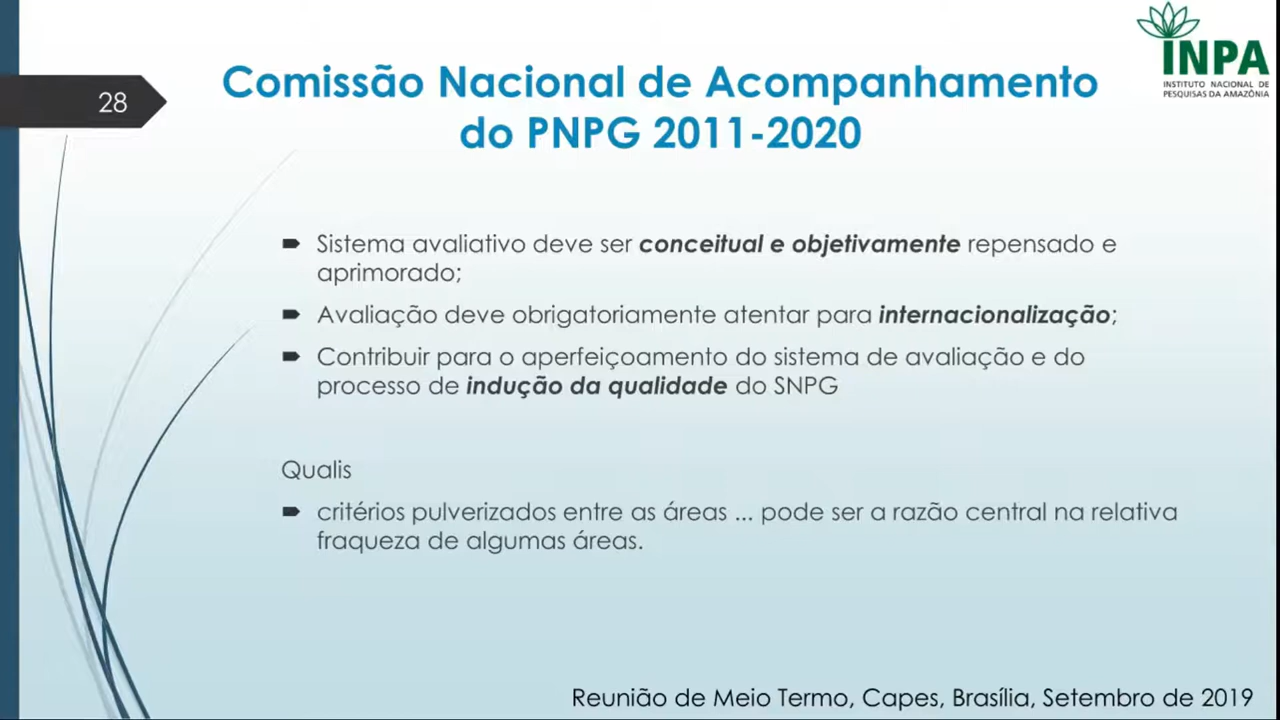 28
Comissão Nacional de Acompanhamento
do PNPG 2011-2020
INPA
INSTITUTO NACIONAL DE
PESQUISAS DA AMAZÔNIA
Sistema avaliativo deve ser conceitual e objetivamente repensado e
aprimorado;
Avaliação deve obrigatoriamente atentar para internacionalização;
Contribuir para o aperfeiçoamento do sistema de avaliação e do
processo de indução da qualidade do SNPG
Qualis
critérios pulverizados entre as áreas ... pode ser a razão central na relativa
fraqueza de algumas áreas.
Reunião de Meio Termo, Capes, Brasília, Setembro de 2019